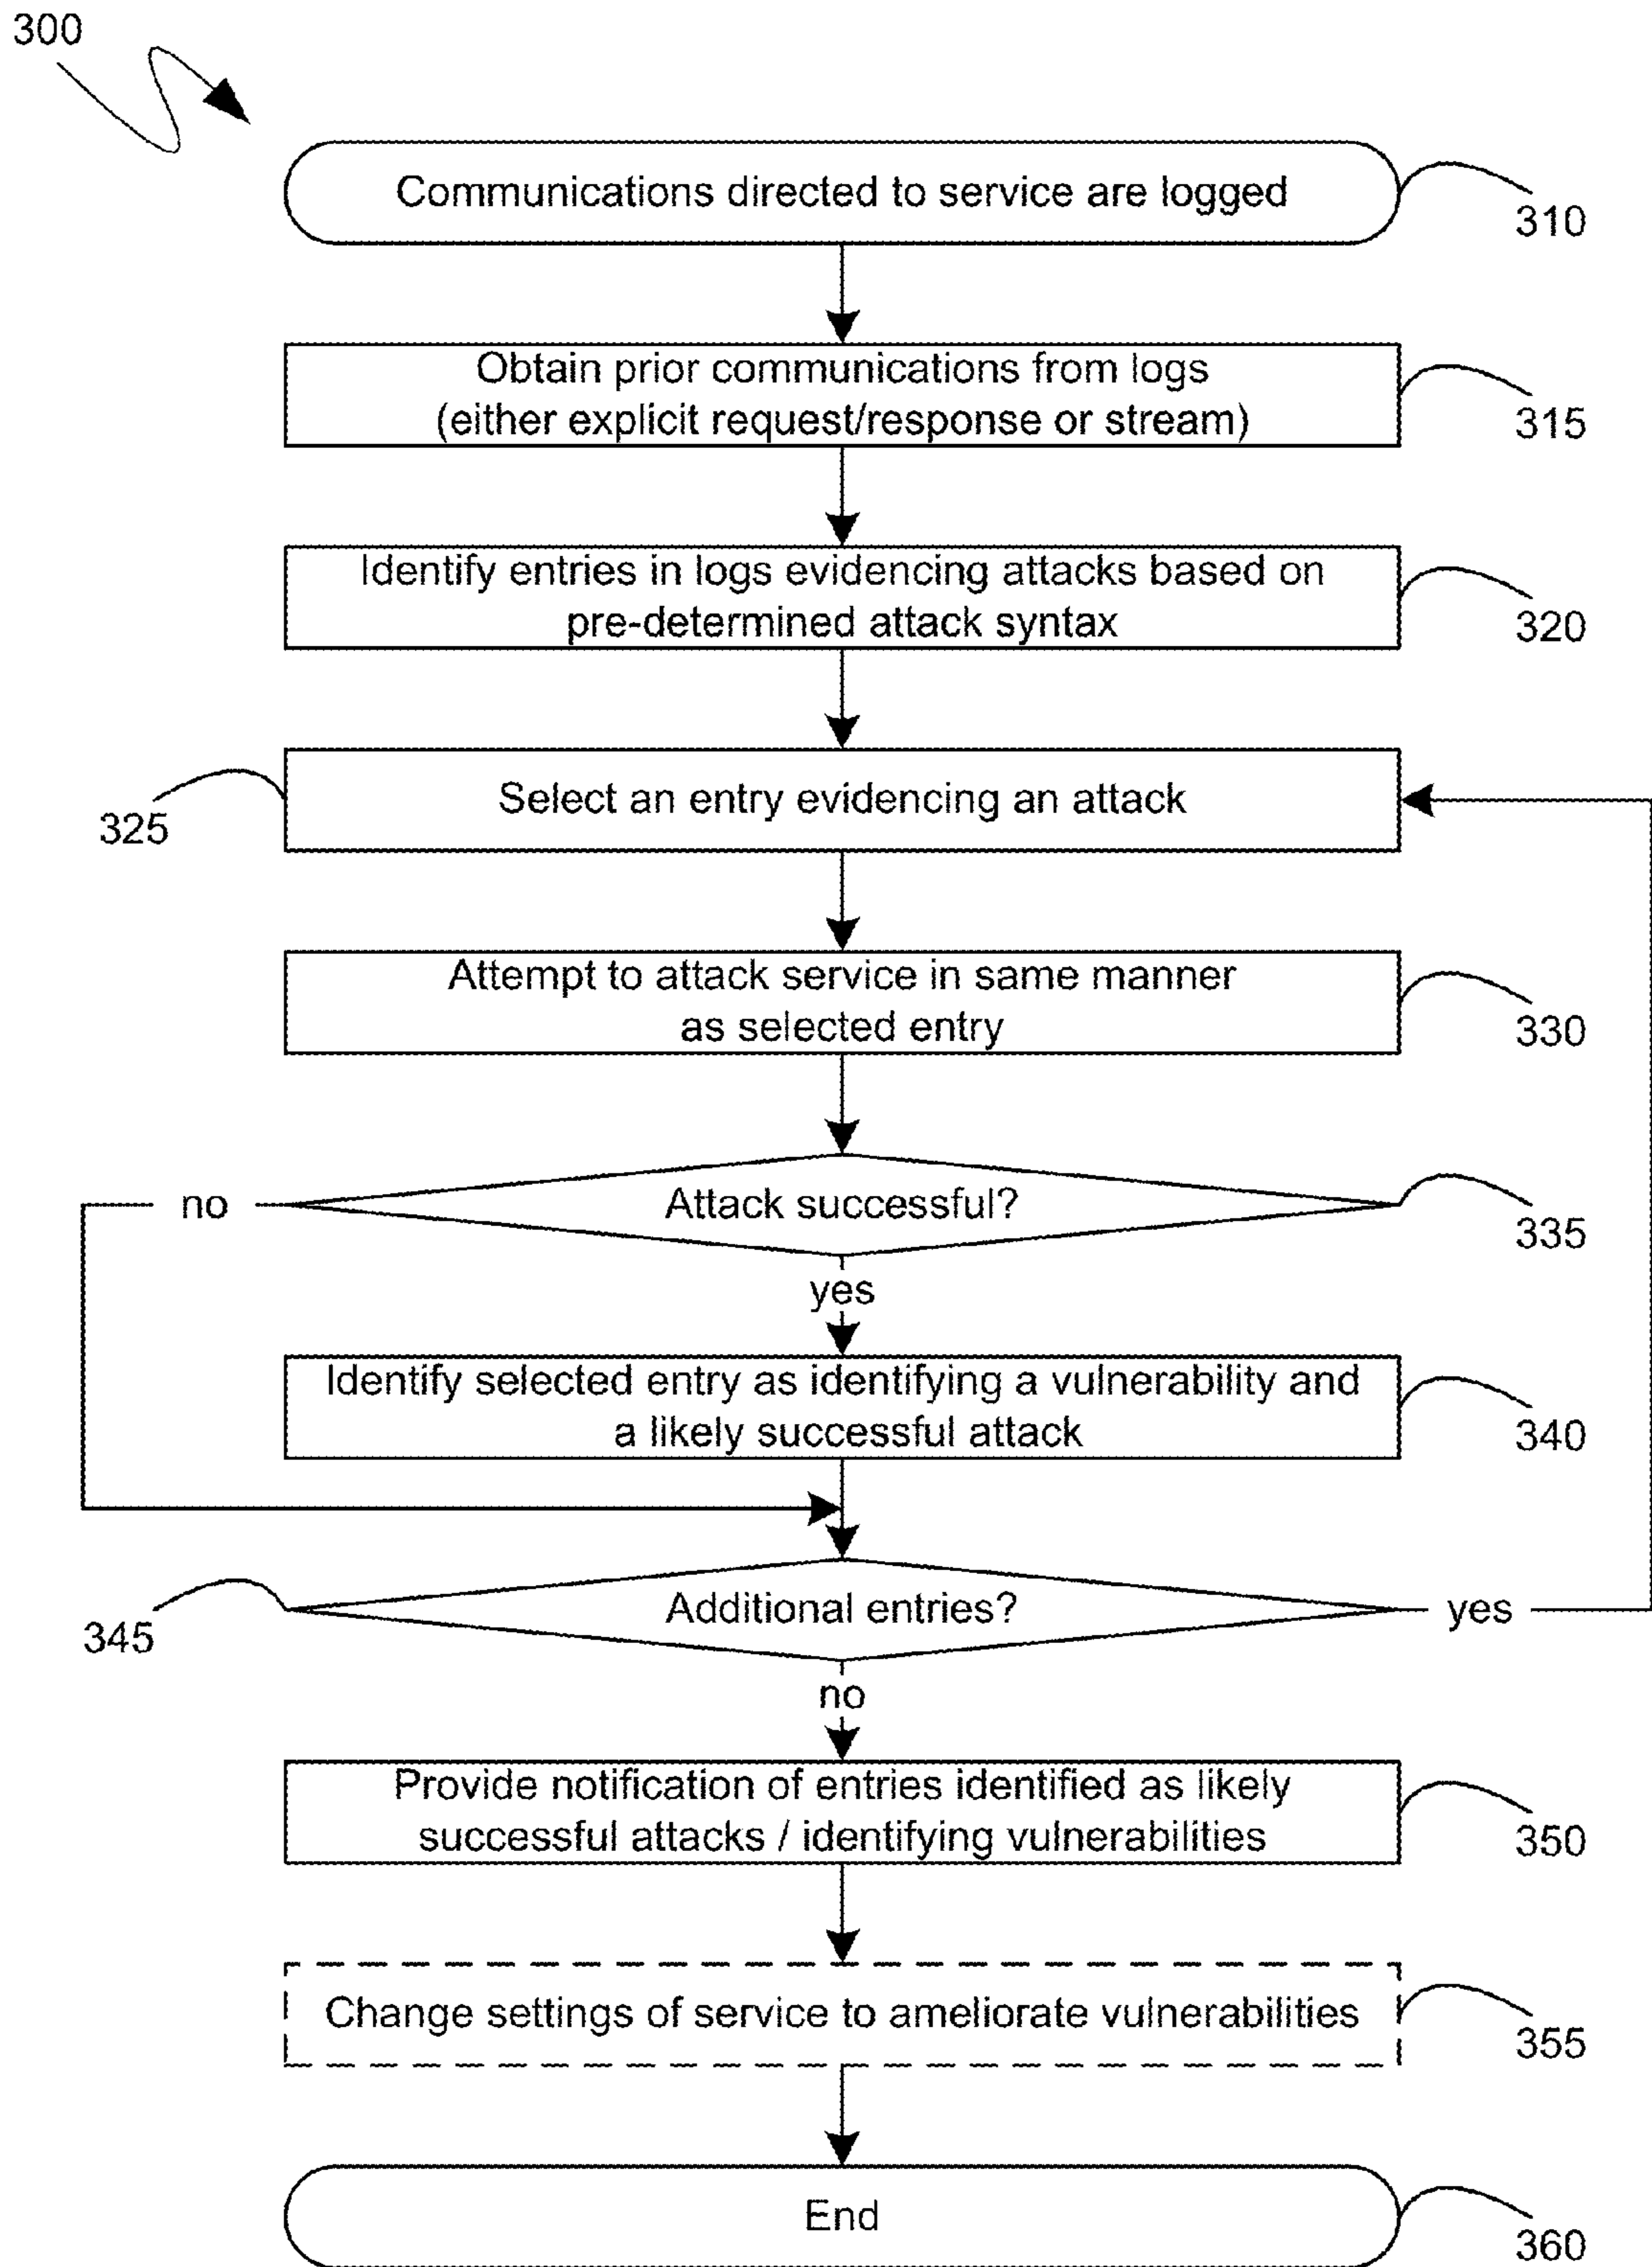 300
Communications directed to service are logged
310
Obtain prior communications from logs
(either explicit request/response or stream)
315
Identify entries in logs evidencing attacks based on
pre-determined attack syntax
320
Select an entry evidencing an attack
325
Attempt to attack service in same manner
as selected entry
330
no
Attack successful?
335
yes
Identify selected entry as identifying a vulnerability and
a likely successful attack
340
Additional entries?
yes
345
no
Provide notification of entries identified as likely
successful attacks / identifying vulnerabilities
350
Change settings of service to ameliorate vulnerabilities
355
End
360